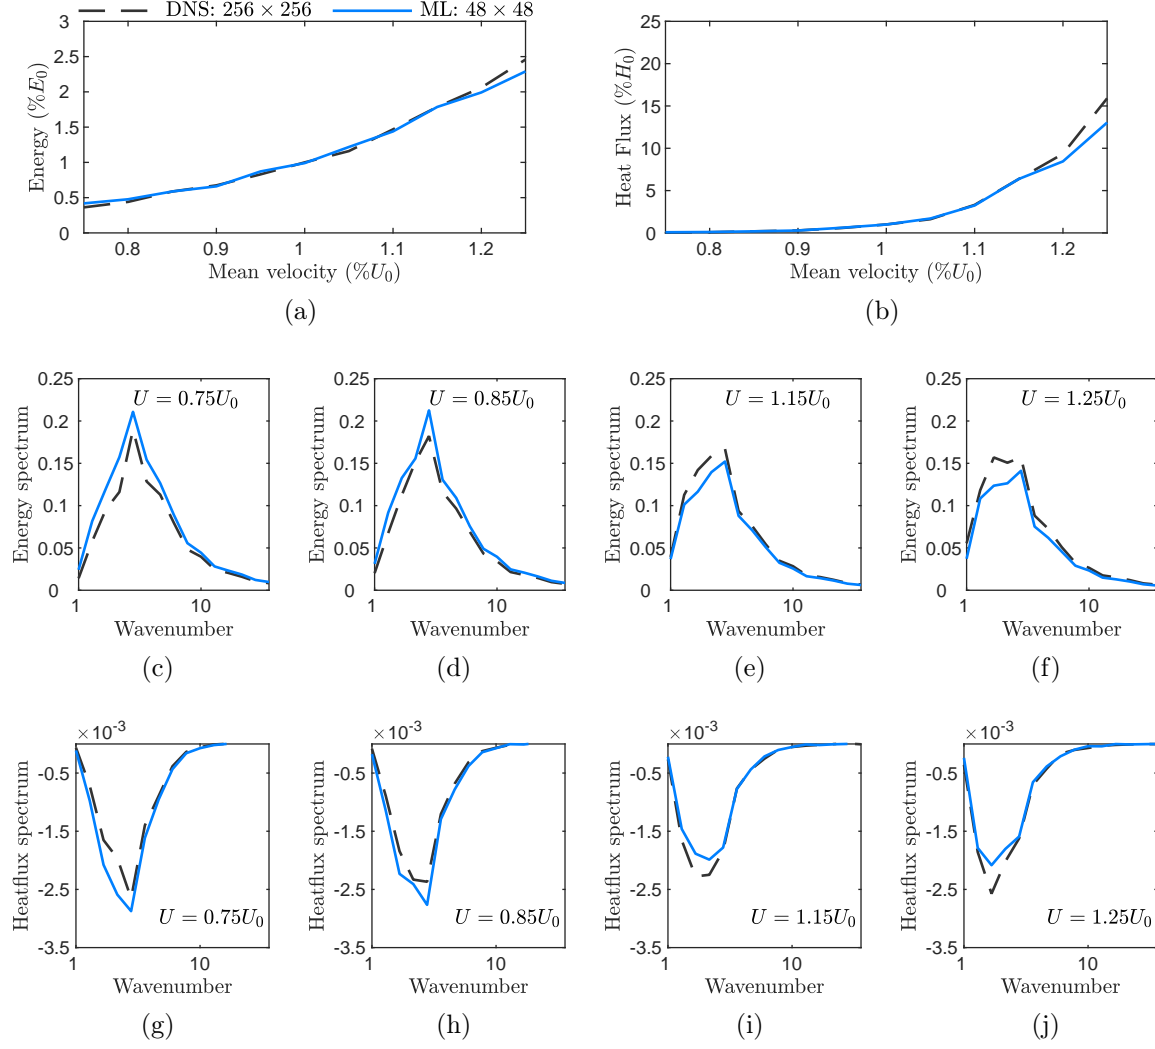 DNS: 256 × 256 ML: 48 × 48
3
2.5
2
1.5
1
0.5
0
Energy (%E₀)
0.8 0.9 1 1.1 1.2
Mean velocity (%U₀)
(a)
25
20
15
10
5
0
Heat Flux (%H₀)
0.8 0.9 1 1.1 1.2
Mean velocity (%U₀)
(b)
0.25
0.2
0.15
0.1
0.05
0
Energy spectrum
U = 0.75U₀
1 10
Wavenumber
(c)
0.25
0.2
0.15
0.1
0.05
0
Energy spectrum
U = 0.85U₀
1 10
Wavenumber
(d)
0.25
0.2
0.15
0.1
0.05
0
Energy spectrum
U = 1.15U₀
1 10
Wavenumber
(e)
0.25
0.2
0.15
0.1
0.05
0
Energy spectrum
U = 1.25U₀
1 10
Wavenumber
(f)
×10⁻³
-0.5
-1.5
-2.5
-3.5
Heatflux spectrum
U = 0.75U₀
1 10
Wavenumber
(g)
×10⁻³
-0.5
-1.5
-2.5
-3.5
Heatflux spectrum
U = 0.85U₀
1 10
Wavenumber
(h)
×10⁻³
-0.5
-1.5
-2.5
-3.5
Heatflux spectrum
U = 1.15U₀
1 10
Wavenumber
(i)
×10⁻³
-0.5
-1.5
-2.5
-3.5
Heatflux spectrum
U = 1.25U₀
1 10
Wavenumber
(j)